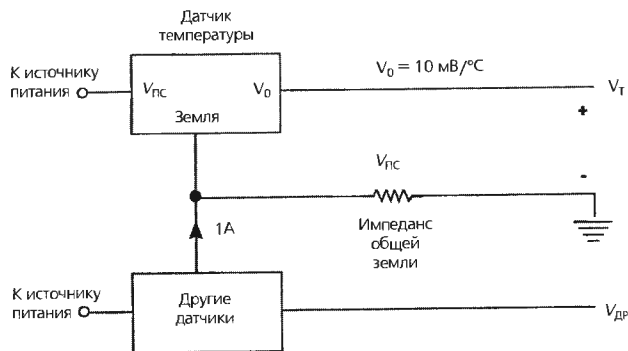 Датчик
температуры
К источнику
питания
V_ПС
V_0
Земля
V_0 = 10 мВ/°C
V_T
+
V_ПС
-
1А
Импеданс
общей
земли
К источнику
питания
Другие
датчики
V_ДР